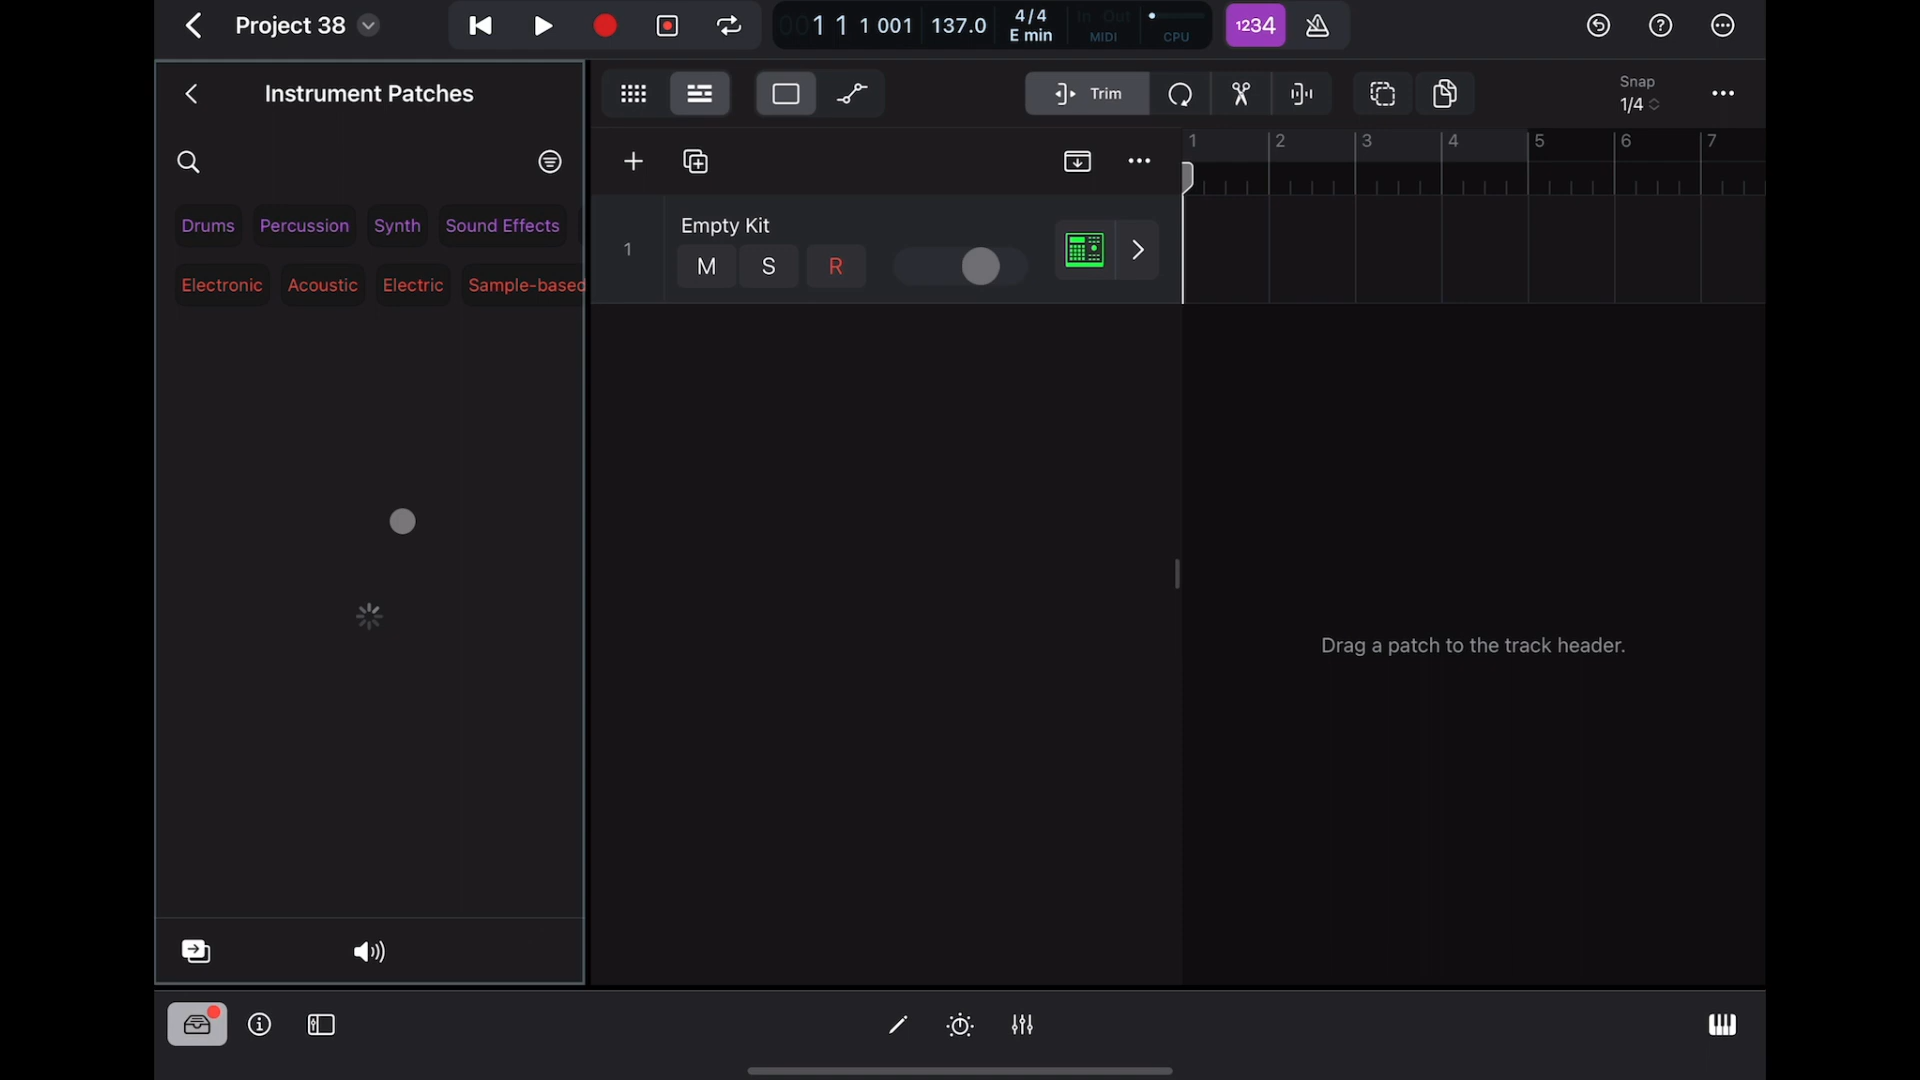 Project 38
001 1 1 001
137.0
4/4
E min
In Out
MIDI
CPU
1234
Instrument Patches
Trim
Snap
1/4
1 2 3 4 5 6 7
Drums Percussion Synth Sound Effects
Electronic Acoustic Electric Sample-based
1
Empty Kit
M S R
Drag a patch to the track header.